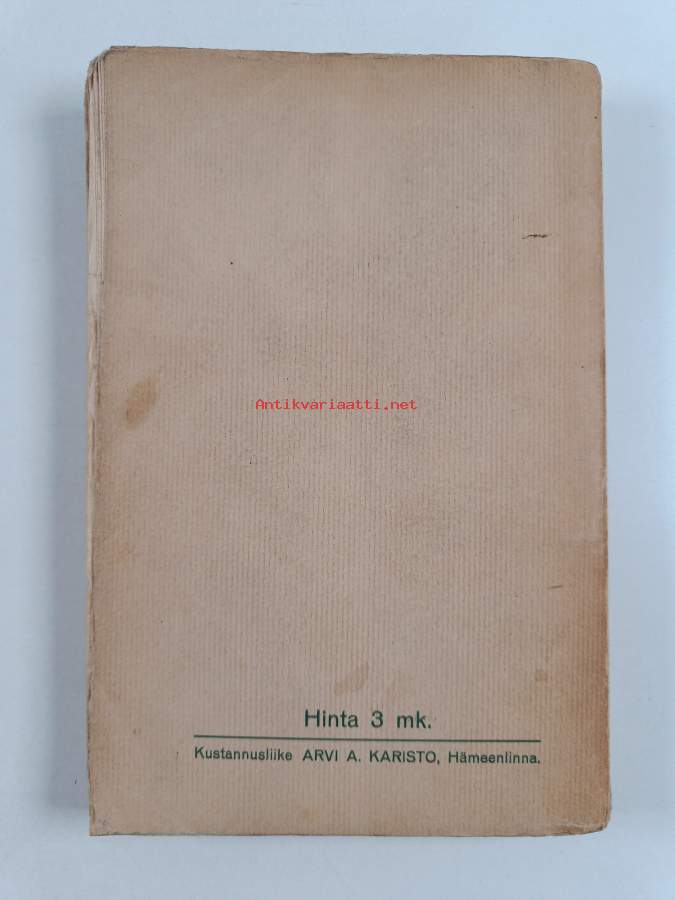 Antikvariaatti.net
Hinta 3 mk.
Kustannusliike ARVI A. KARISTO, Hämeenlinna.